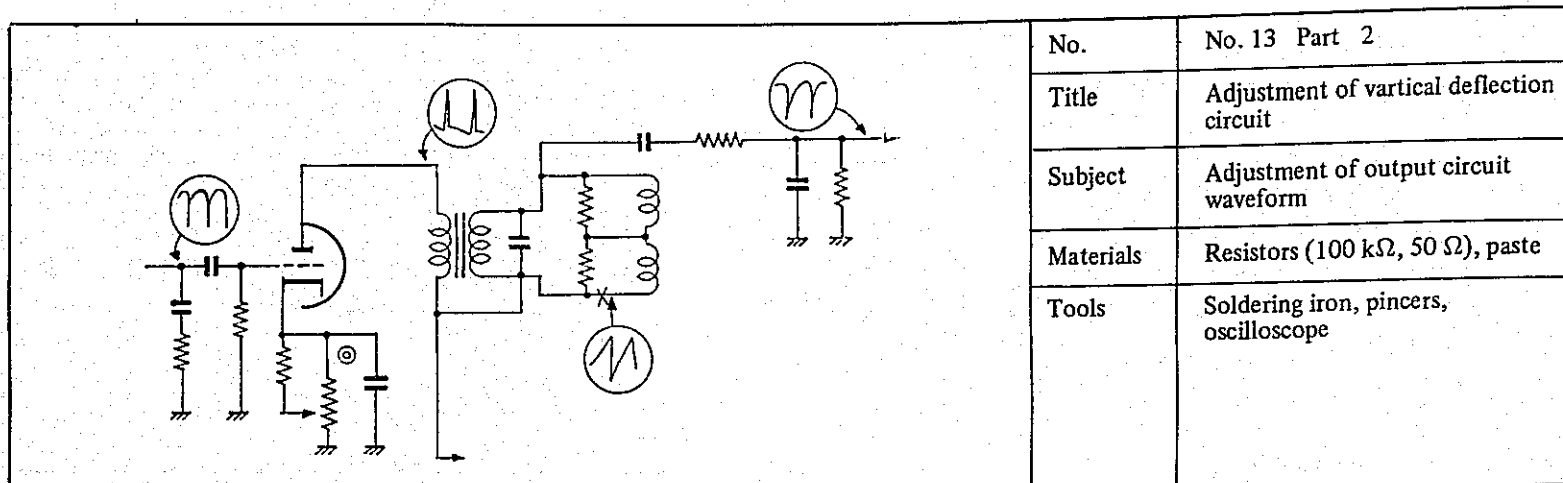 No.
No. 13 Part 2
Title
Adjustment of vartical deflection
circuit
Subject
Adjustment of output circuit
waveform
Materials
Resistors (100 kΩ, 50 Ω), paste
Tools
Soldering iron, pincers,
oscilloscope